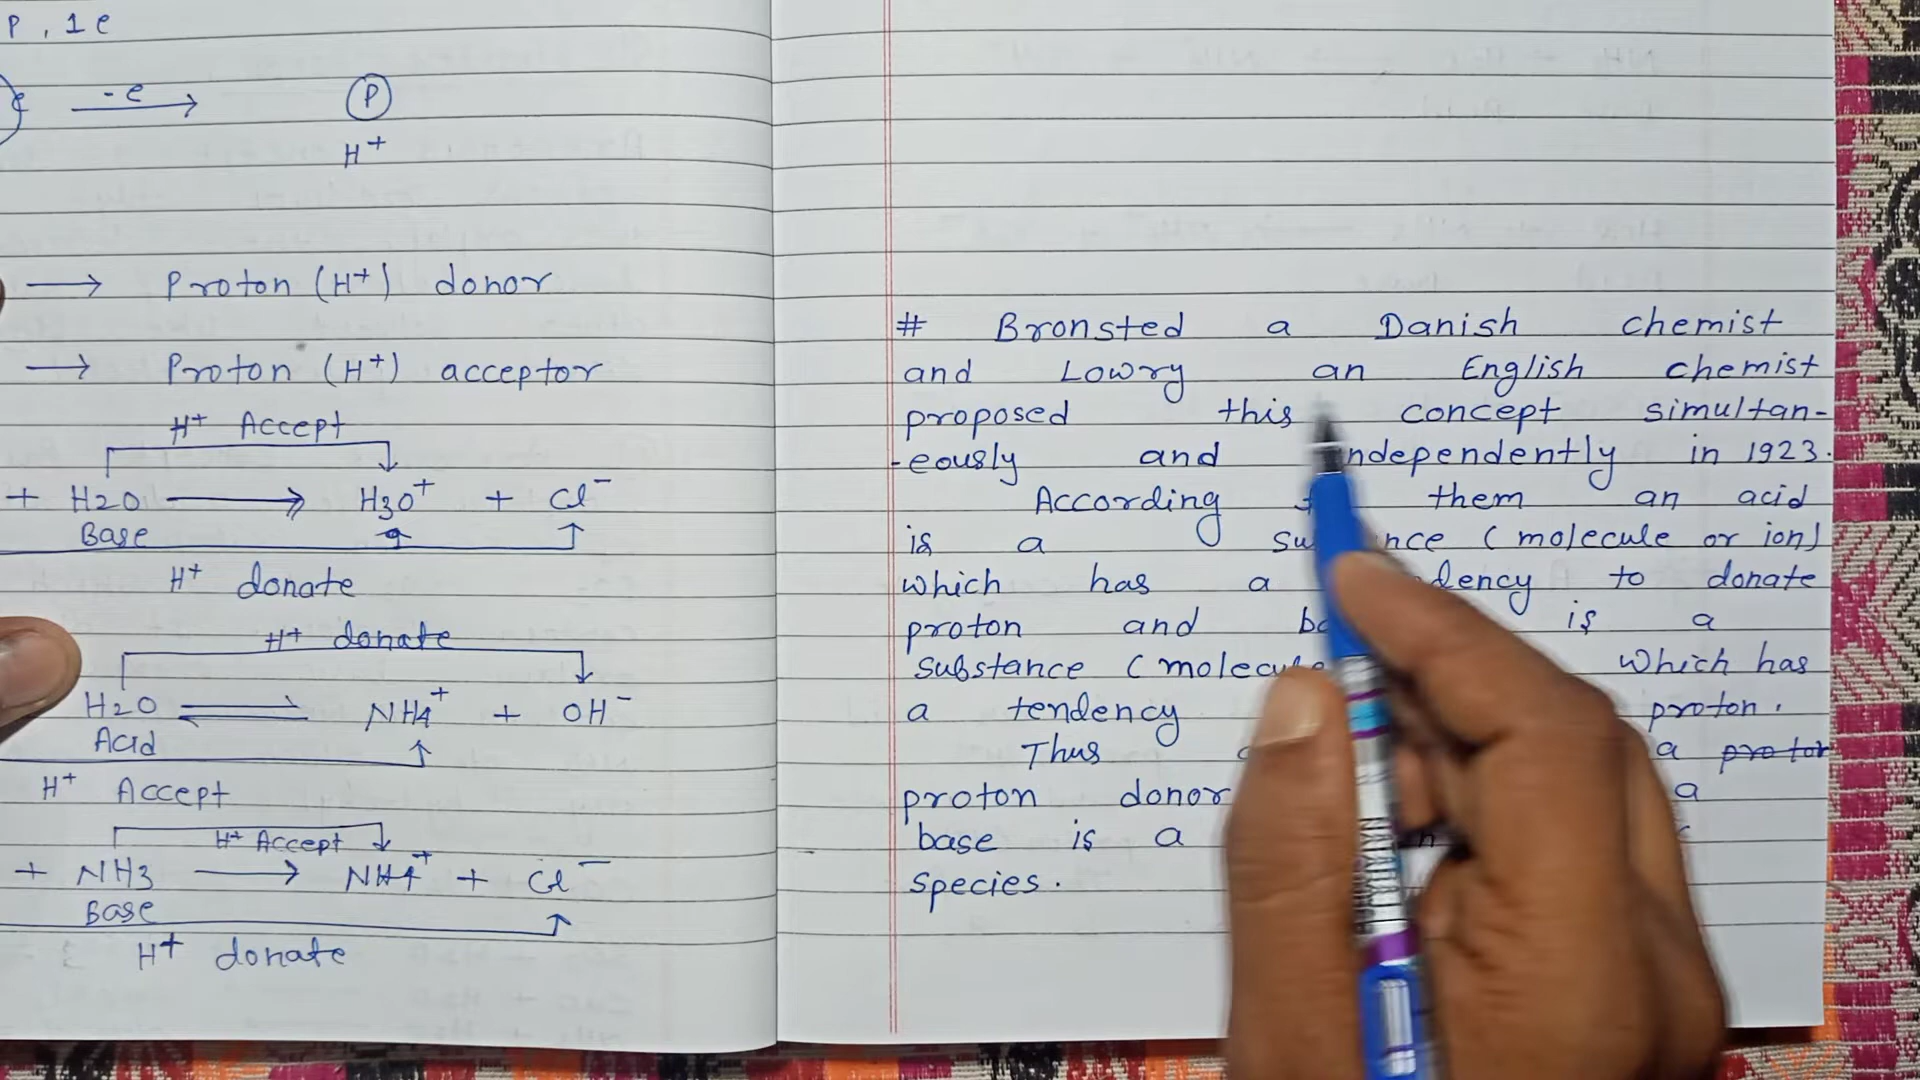 P, 1e
-e
P
H+
→ Proton (H+) donor
→ Proton (H+) acceptor
H+ Accept
+ H2O → H3O+ + Cl-
Base
H+ donate
H+ donate
H2O ⇌ NH4+ + OH-
Acid
H+ Accept
H+ Accept
+ NH3 → NH4+ + Cl-
Base
H+ donate
# Bronsted a Danish chemist
and Lowry an English chemist
proposed this concept simultan-
-eously and independently in 1923.
According them an acid
is a (molecule or ion)
which has a to donate
proton and is a
substance which has
a tendency proton.
Thus a protor
proton donor a
base is a
species.